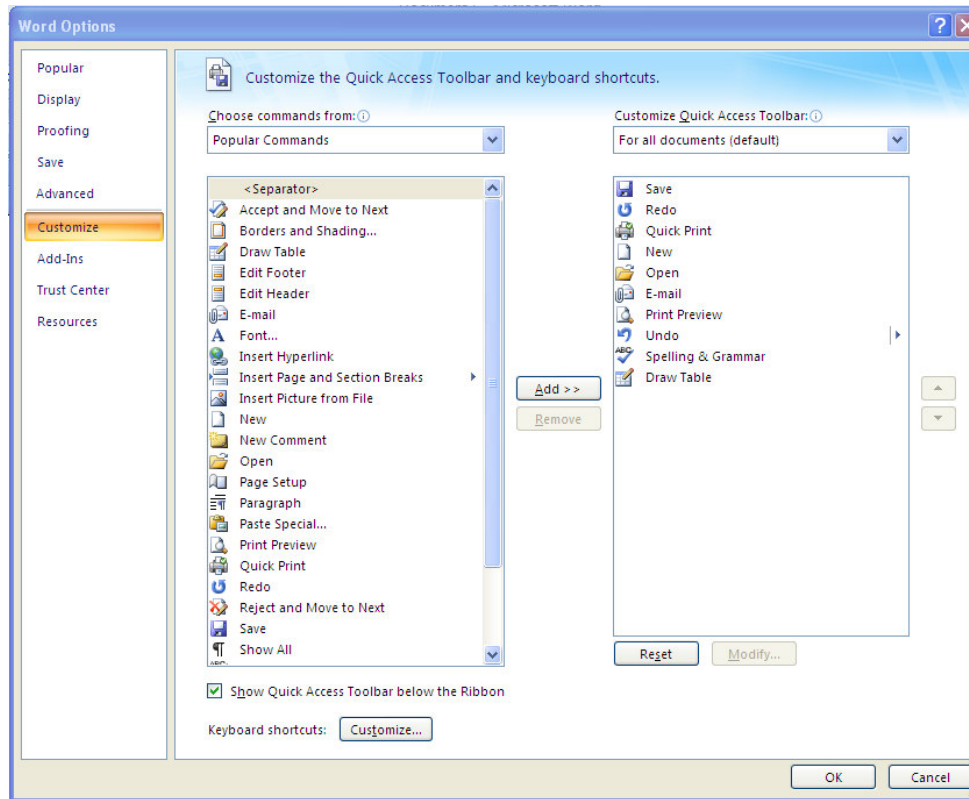 Word Options
?
Popular
Display
Proofing
Save
Advanced
Customize
Add-Ins
Trust Center
Resources
Customize the Quick Access Toolbar and keyboard shortcuts.
Choose commands from:
Popular Commands
<Separator>
Accept and Move to Next
Borders and Shading...
Draw Table
Edit Footer
Edit Header
E-mail
Font...
Insert Hyperlink
Insert Page and Section Breaks
Insert Picture from File
New
New Comment
Open
Page Setup
Paragraph
Paste Special...
Print Preview
Quick Print
Redo
Reject and Move to Next
Save
Show All
Add >>
Remove
Customize Quick Access Toolbar:
For all documents (default)
Save
Redo
Quick Print
New
Open
E-mail
Print Preview
Undo
Spelling & Grammar
Draw Table
Reset
Modify...
Show Quick Access Toolbar below the Ribbon
Keyboard shortcuts:
Customize...
OK
Cancel